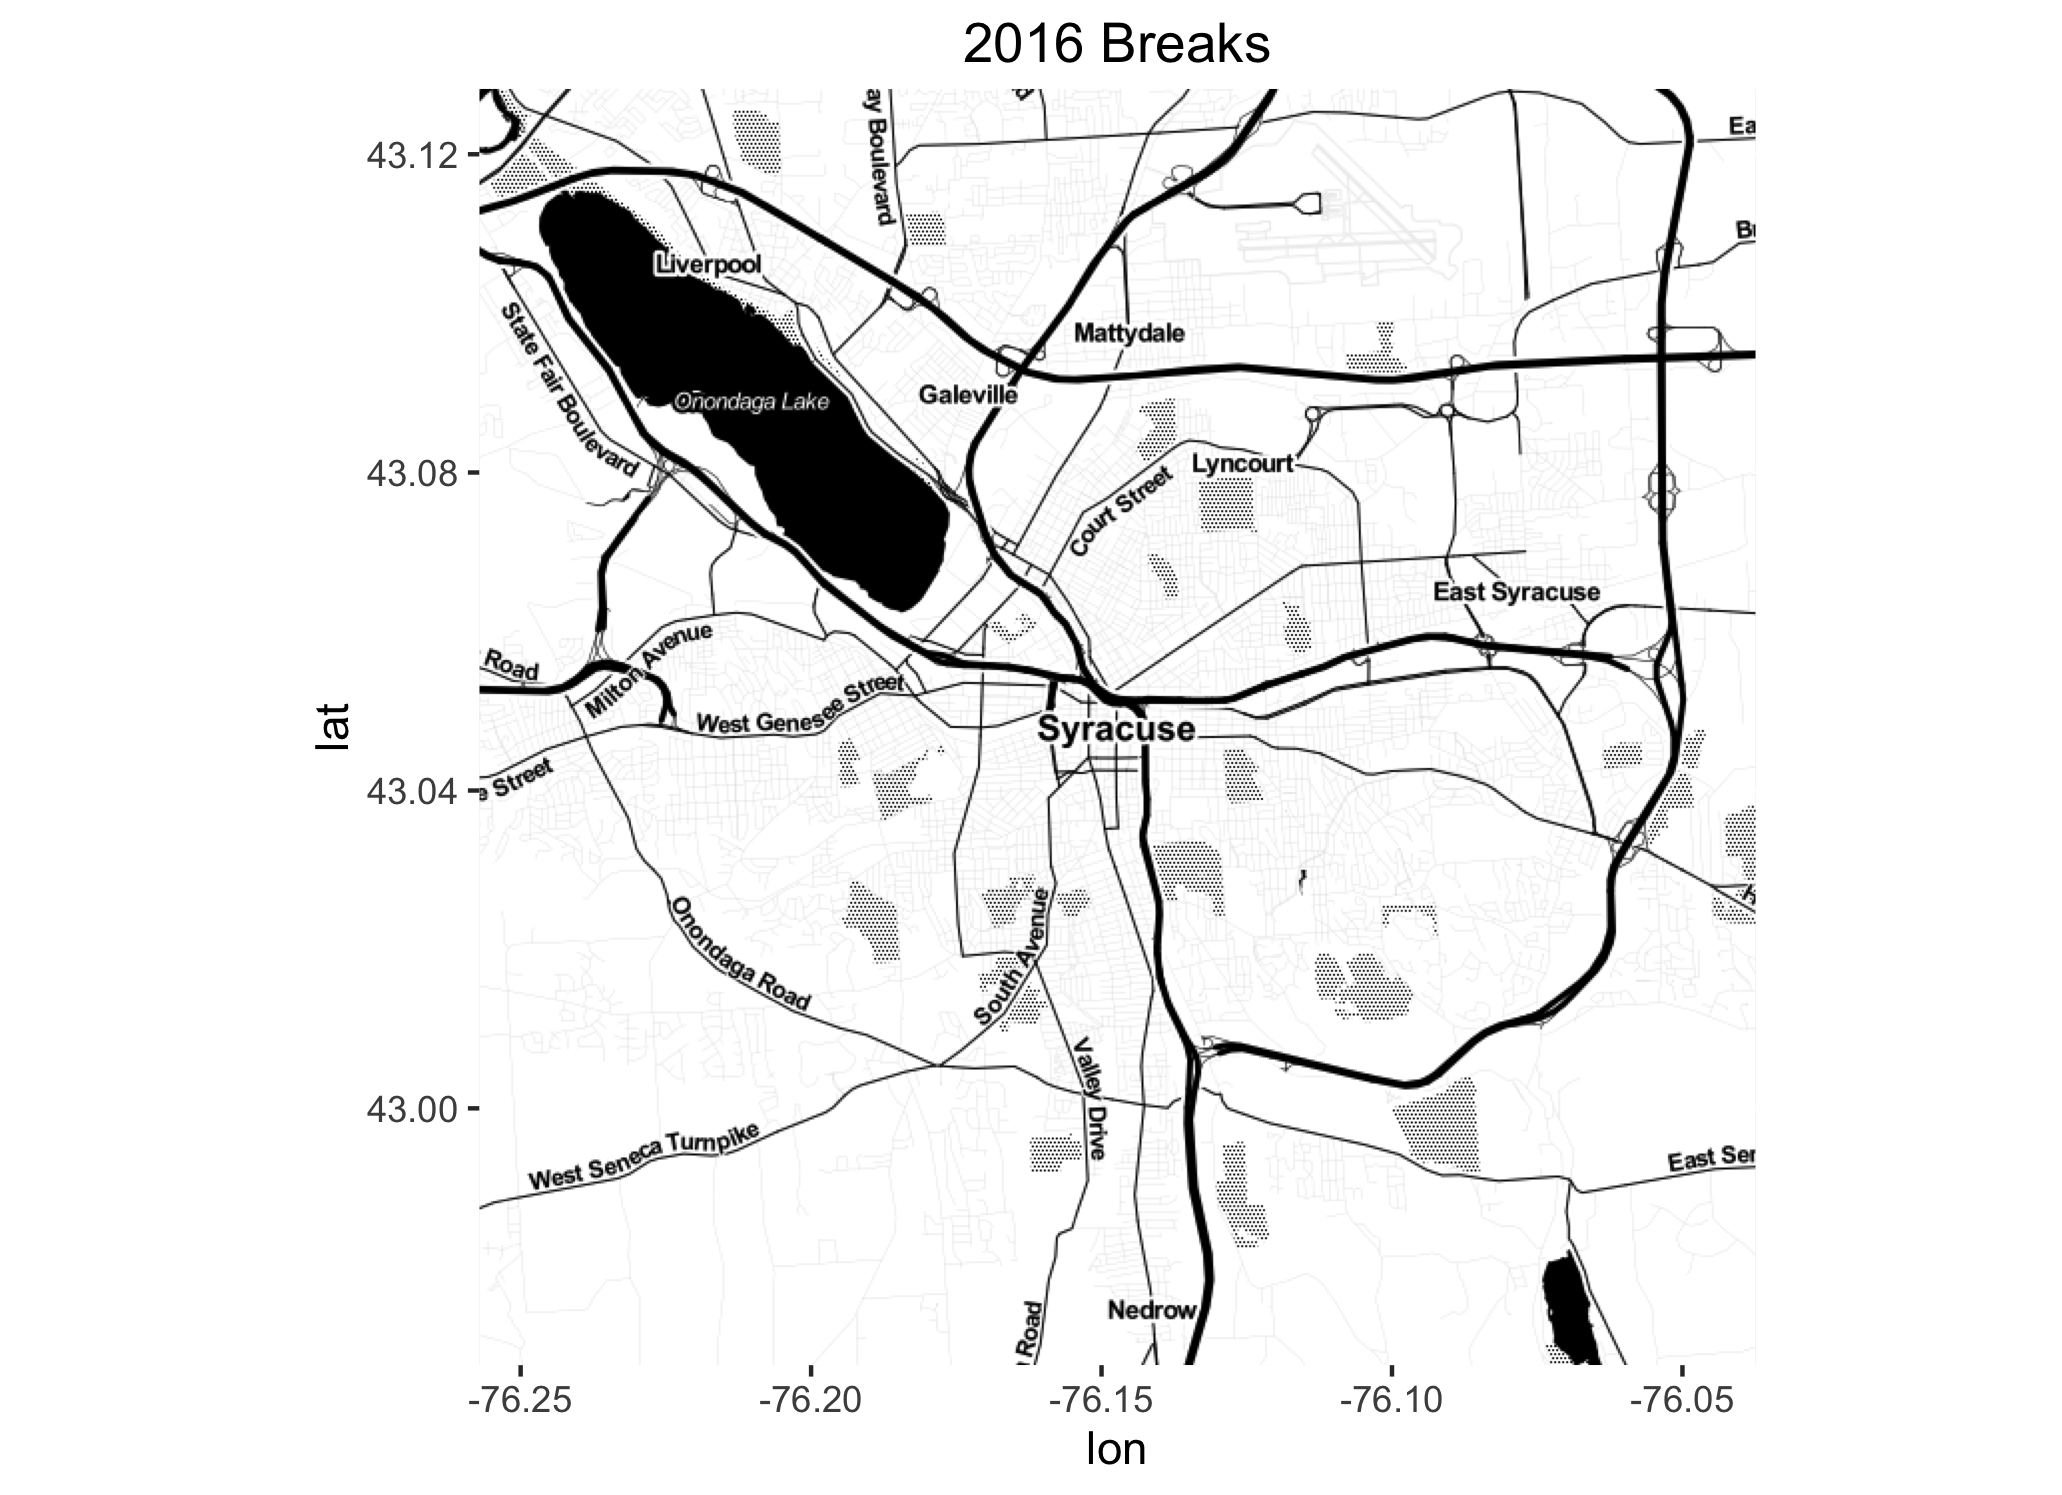 2016 Breaks
ay Boulevard
Ea
43.12
Bu
Liverpool
State Fair Boulevard
Mattydale
Galeville
Onondaga Lake
43.08
Lyncourt
Court Street
East Syracuse
Road
Milton Avenue
West Genesee Street
Syracuse
lat
e Street
43.04
Onondaga Road
South Avenue
Valley Drive
43.00
West Seneca Turnpike
East Ser
Nedrow
Road
-76.25
-76.20
-76.15
-76.10
-76.05
lon